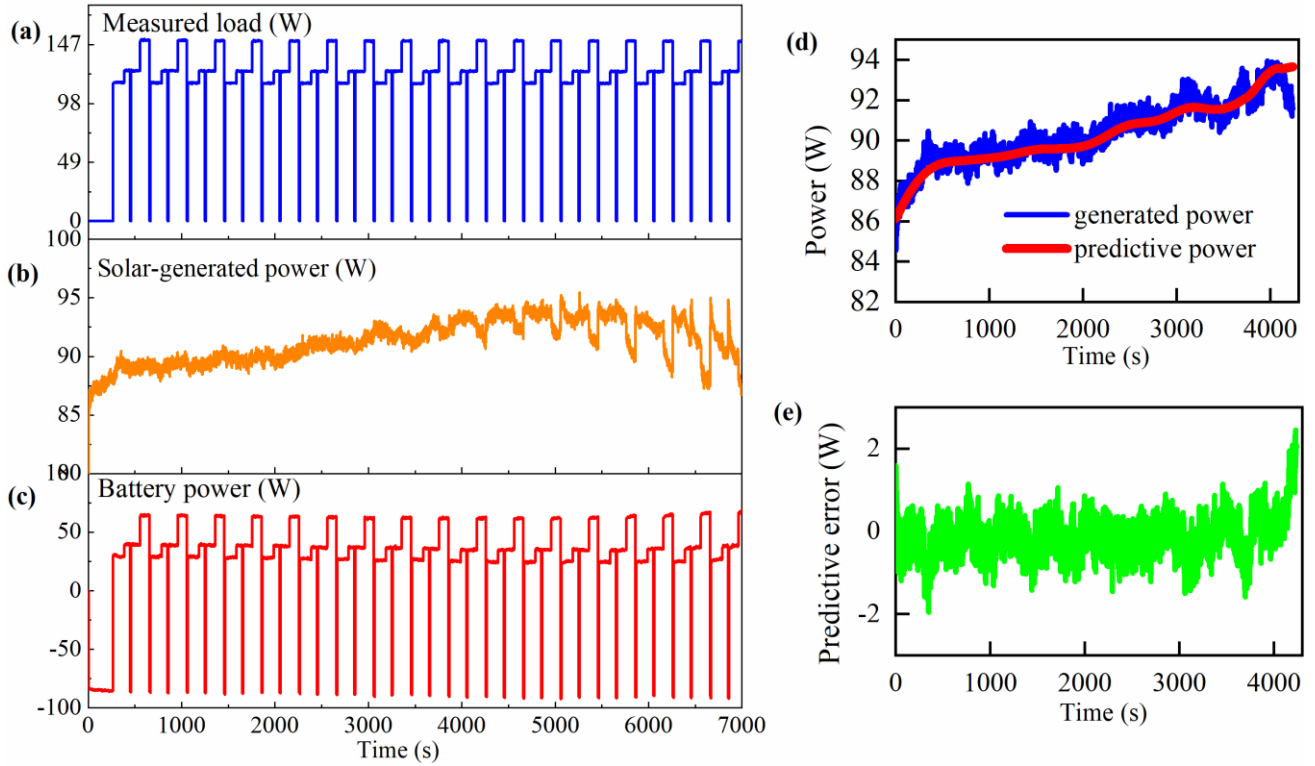 (a)
Measured load (W)
147
98
49
0
100
(b)
Solar-generated power (W)
95
90
85
100
(c)
Battery power (W)
50
0
-50
-100
0 1000 2000 3000 4000 5000 6000 7000
Time (s)
(d)
Power (W)
94
92
90
88
86
84
82
generated power
predictive power
0 1000 2000 3000 4000
Time (s)
(e)
Predictive error (W)
2
0
-2
0 1000 2000 3000 4000
Time (s)